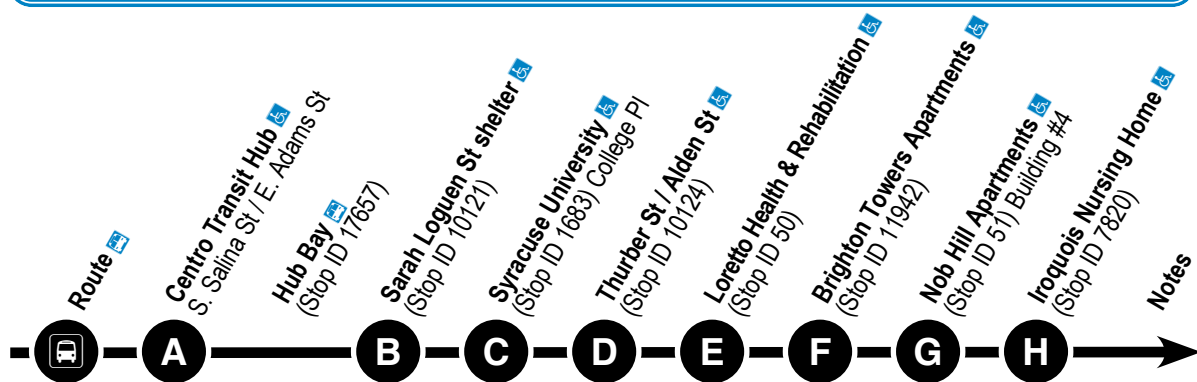 Route
Centro Transit Hub
S. Salina St / E. Adams St
Hub Bay
(Stop ID 17657)
Sarah Loguen St shelter
(Stop ID 10121)
Syracuse University
(Stop ID 1683) College Pl
Thurber St / Alden St
(Stop ID 10124)
Loretto Health & Rehabilitation
(Stop ID 50)
Brighton Towers Apartments
(Stop ID 11942)
Nob Hill Apartments
(Stop ID 51) Building #4
Iroquois Nursing Home
(Stop ID 7820)
Notes
A B C D E F G H